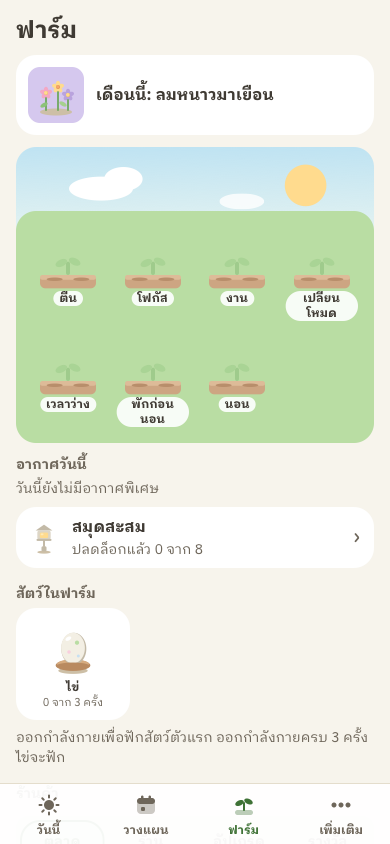 ฟาร์ม
เดือนนี้: ลมหนาวมาเยือน
ตื่น
โฟกัส
งาน
เปลี่ยน
โหมด
เวลาว่าง
พักก่อน
นอน
นอน
อากาศวันนี้
วันนี้ยังไม่มีอากาศพิเศษ
สมุดสะสม
ปลดล็อกแล้ว 0 จาก 8
สัตว์ในฟาร์ม
ไข่
0 จาก 3 ครั้ง
ออกกำลังกายเพื่อฟักสัตว์ตัวแรก ออกกำลังกายครบ 3 ครั้ง
ไข่จะฟัก
วันนี้
วางแผน
ฟาร์ม
เพิ่มเติม